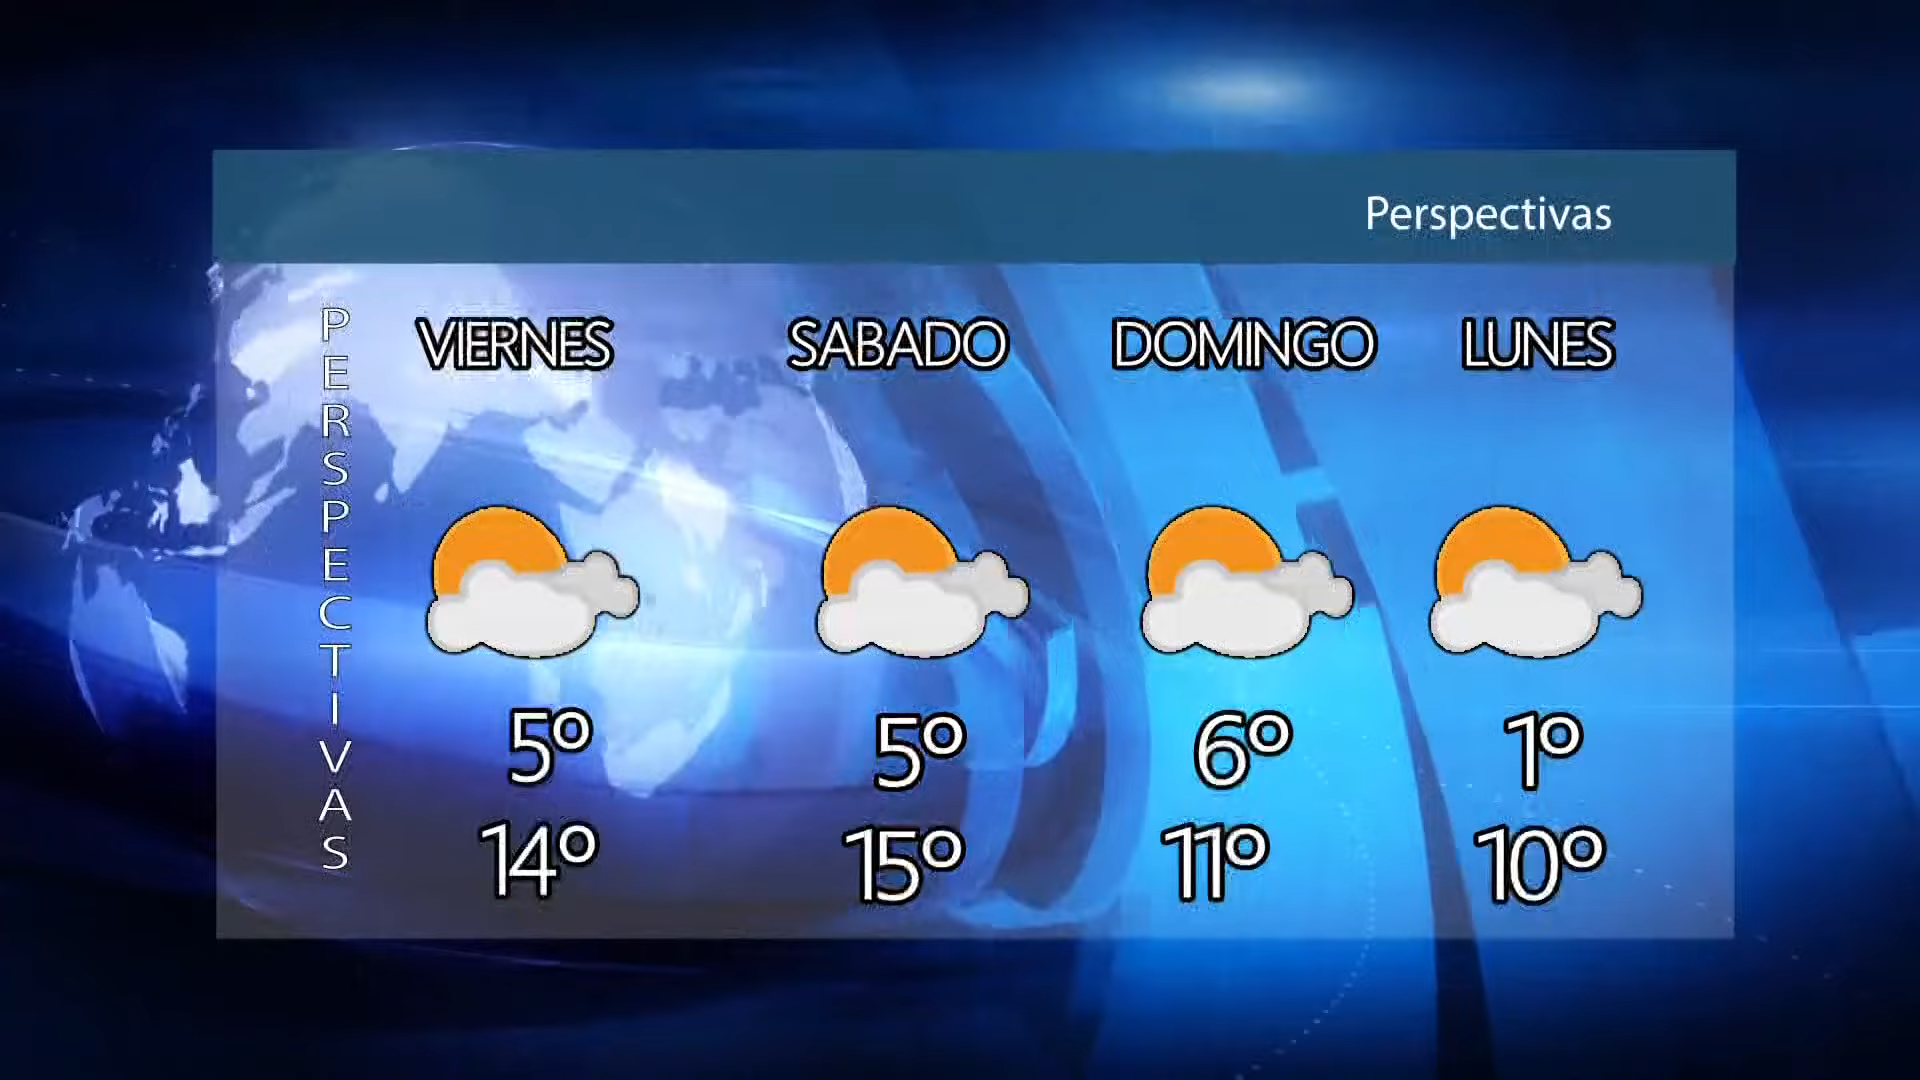 Perspectivas
PERSPECTIVAS
VIERNES SABADO DOMINGO LUNES
5º 5º 6º 1º
14º 15º 11º 10º